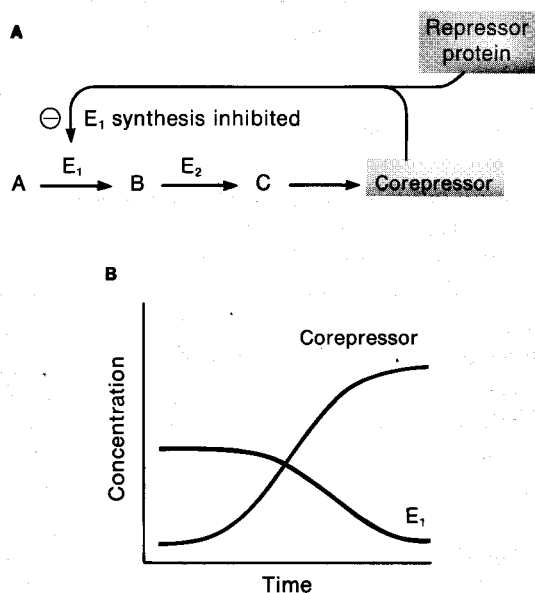 A
Repressor
protein
⊖ E₁ synthesis inhibited
A E₁ B E₂ C Corepressor
B
Corepressor
Concentration
E₁
Time